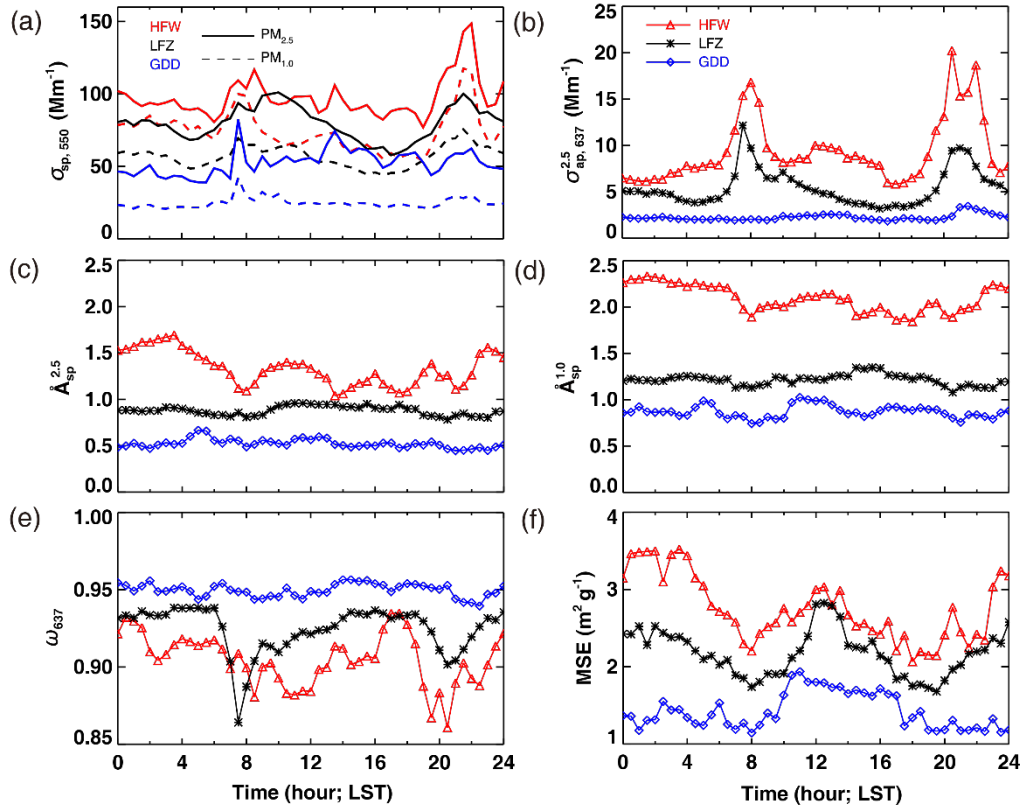 (a)
150
100
50
0
σsp, 550 (Mm-1)
HFW
LFZ
GDD
PM2.5
PM1.0
(b)
25
20
15
10
5
0
σ2.5ap, 637 (Mm-1)
HFW
LFZ
GDD
(c)
2.5
2.0
1.5
1.0
0.5
0.0
Åsp2.5
(d)
2.5
2.0
1.5
1.0
0.5
0.0
Åsp1.0
(e)
1.00
0.95
0.90
0.85
ω637
0 4 8 12 16 20 24
Time (hour; LST)
(f)
4
3
2
1
MSE (m2 g-1)
0 4 8 12 16 20 24
Time (hour; LST)